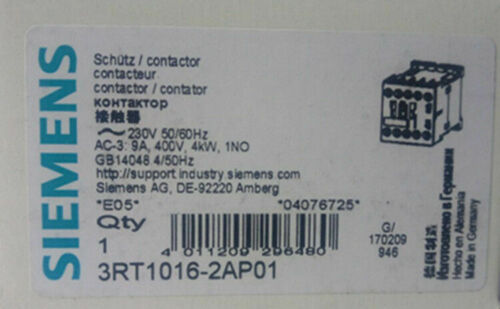 SIEMENS
Schütz / contactor
contacteur
contactor / contator
контактор
接触器
~ 230V 50/60Hz
AC-3: 9A, 400V, 4kW, 1NO
GB14048.4/50Hz
http://support.industry.siemens.com
Siemens AG, DE-92220 Amberg
*E05* *04076725*
Qty
1
4 011209 296480
G/
170209
946
3RT1016-2AP01
德国制造
Изготовлено в Германии
Hecho en Alemania
Made in Germany